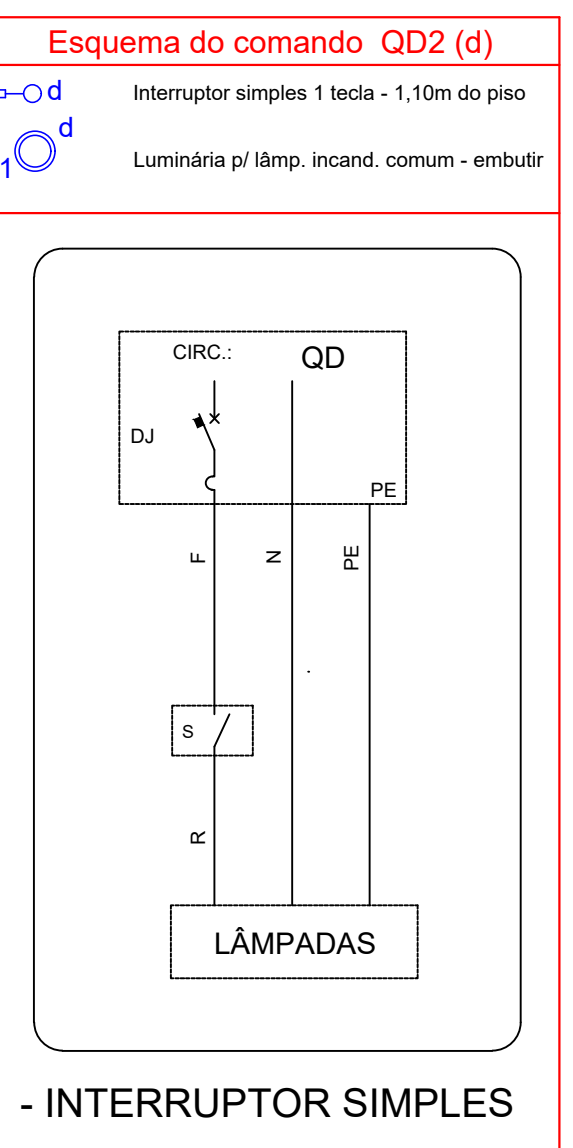 Esquema do comando QD2 (d)
d
Interruptor simples 1 tecla - 1,10m do piso
d
1
Luminária p/ lâmp. incand. comum - embutir
CIRC.:
QD
DJ
PE
F
N
PE
S
R
LÂMPADAS
- INTERRUPTOR SIMPLES